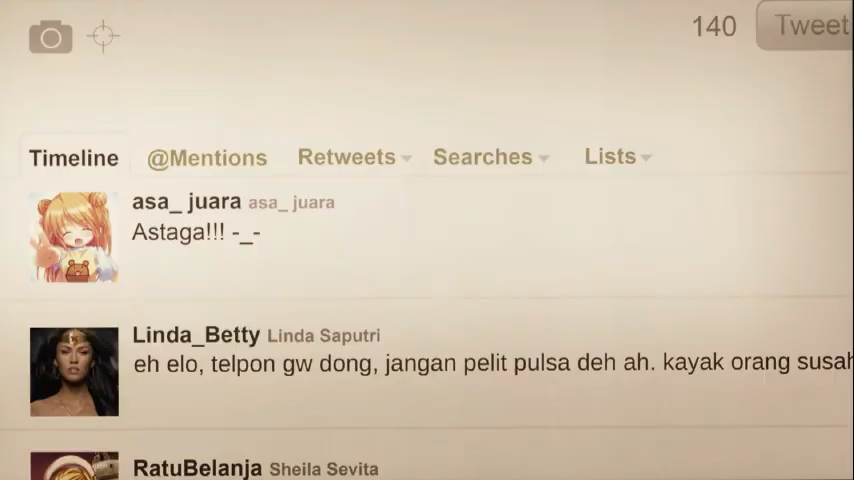 140 Tweet
Timeline @Mentions Retweets Searches Lists
asa_ juara asa_ juara
Astaga!!! -_-
Linda_Betty Linda Saputri
eh elo, telpon gw dong, jangan pelit pulsa deh ah. kayak orang susah
RatuBelanja Sheila Sevita